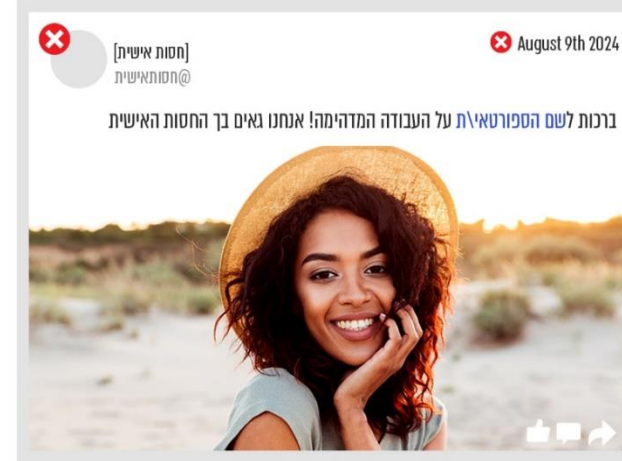 [חסות אישית]
@חסותאישית
August 9th 2024
ברכות לשם הספורטאי\ת על העבודה המדהימה! אנחנו גאים בך החסות האישית